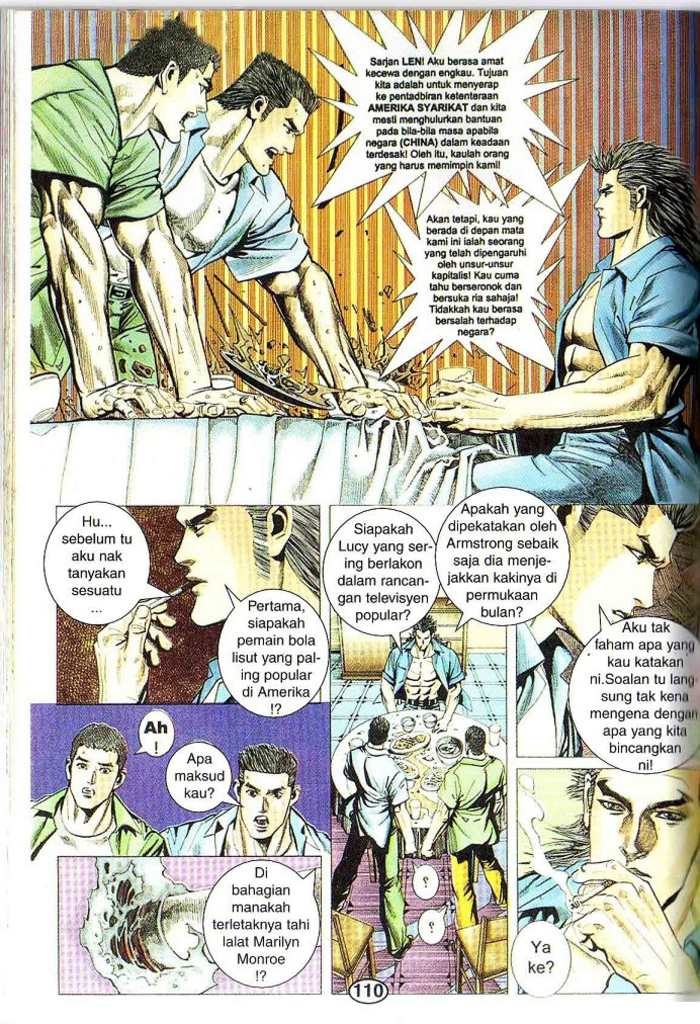 Sarjan LEN! Aku berasa amat
kecewa dengan engkau. Tujuan
kita adalah untuk menyerap
ke pentadbiran ketenteraan
AMERIKA SYARIKAT dan kita
mesti menghulurkan bantuan
pada bila-bila masa apabila
negara (CHINA) dalam keadaan
terdesak! Oleh itu, kaulah orang
yang harus memimpin kami!
Akan tetapi, kau yang
berada di depan mata
kami ini ialah seorang
yang telah dipengaruhi
oleh unsur-unsur
kapitalis! Kau cuma
tahu berseronok dan
bersuka ria sahaja!
Tidakkah kau berasa
bersalah terhadap
negara?
Hu...
sebelum tu
aku nak
tanyakan
sesuatu
...
Pertama,
siapakah
pemain bola
lisut yang pal-
ing popular
di Amerika
!?
Ah
!
Apa
maksud
kau?
Di
bahagian
manakah
terletaknya tahi
lalat Marilyn
Monroe
!?
Siapakah
Lucy yang ser-
ing berlakon
dalam rancan-
gan televisyen
popular?
Apakah yang
dipekatakan oleh
Armstrong sebaik
saja dia menje-
jakkan kakinya di
permukaan
bulan?
?
?
Aku tak
faham apa yang
kau katakan
ni.Soalan tu lang-
sung tak kena
mengena dengan
apa yang kita
bincangkan
ni!
Ya
ke?
110